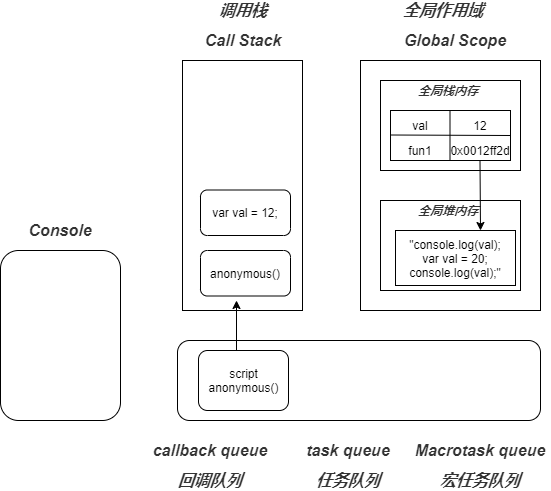 调用栈
全局作用域
Call Stack
Global Scope
全局栈内存
val 12
fun1 0x0012ff2d
var val = 12;
全局堆内存
Console
"console.log(val);
var val = 20;
console.log(val);"
anonymous()
script
anonymous()
callback queue
task queue
Macrotask queue
回调队列
任务队列
宏任务队列